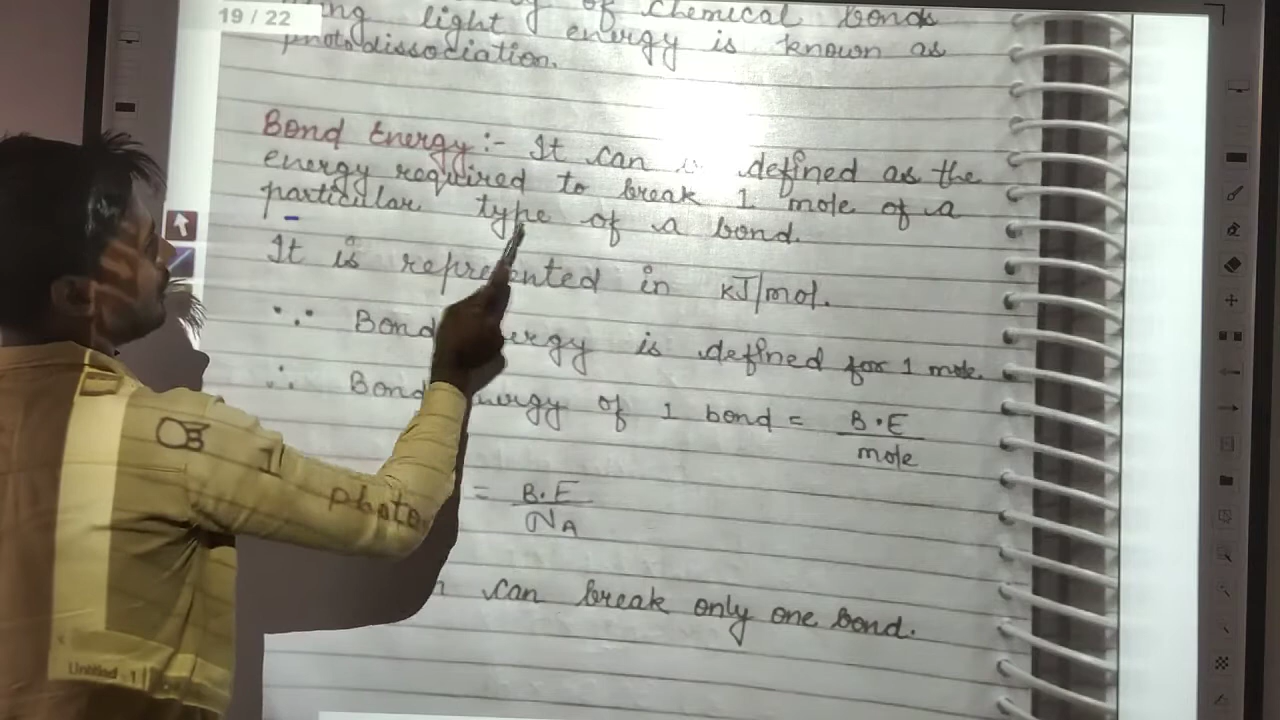 19 / 22
of chemical bonds
using light energy is known as
photodissociation.
Bond Energy :- It can defined as the
energy required to break 1 mole of a
particular type of a bond.
It is represented in kJ/mol.
∵ Bond energy is defined for 1 mole.
∴ Bond energy of 1 bond = B.E / mole
= B.E / NA
OB 1 photon can break only one bond.
Untitled - 1